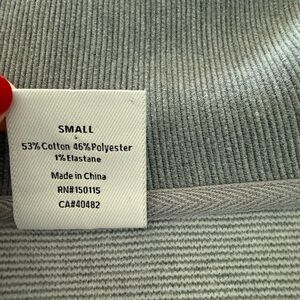 SMALL
53% Cotton 46% Polyester
1% Elastane
Made in China
RN#150115
CA#40482